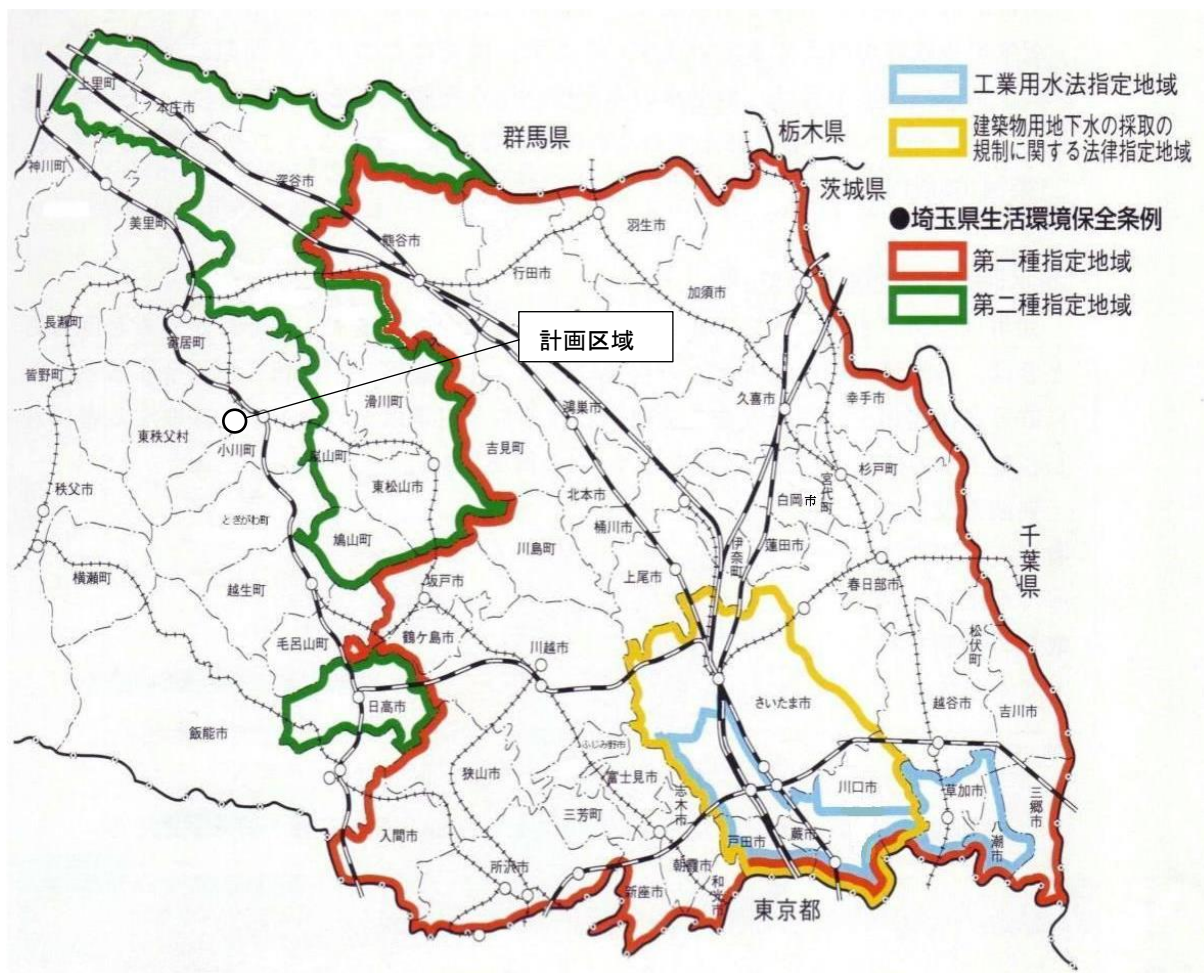 工業用水法指定地域
建築物用地下水の採取の
規制に関する法律指定地域
●埼玉県生活環境保全条例
第一種指定地域
第二種指定地域
群馬県
栃木県
茨城県
千葉県
東京都
計画区域
上里町
本庄市
神川町
深谷市
美里町
熊谷市
行田市
羽生市
加須市
長瀞町
寄居町
皆野町
滑川町
鴻巣市
久喜市
幸手市
東秩父村
小川町
嵐山町
吉見町
杉戸町
宮代町
秩父市
東松山市
北本市
白岡市
ときがわ町
桶川市
鳩山町
川島町
伊奈町
蓮田市
横瀬町
越生町
坂戸市
上尾市
春日部市
毛呂山町
鶴ケ島市
川越市
松伏町
日高市
さいたま市
越谷市
吉川市
飯能市
狭山市
ふじみ野市
富士見市
川口市
草加市
三芳町
志木市
三郷市
入間市
戸田市
蕨市
八潮市
所沢市
朝霞市
新座市
和光市